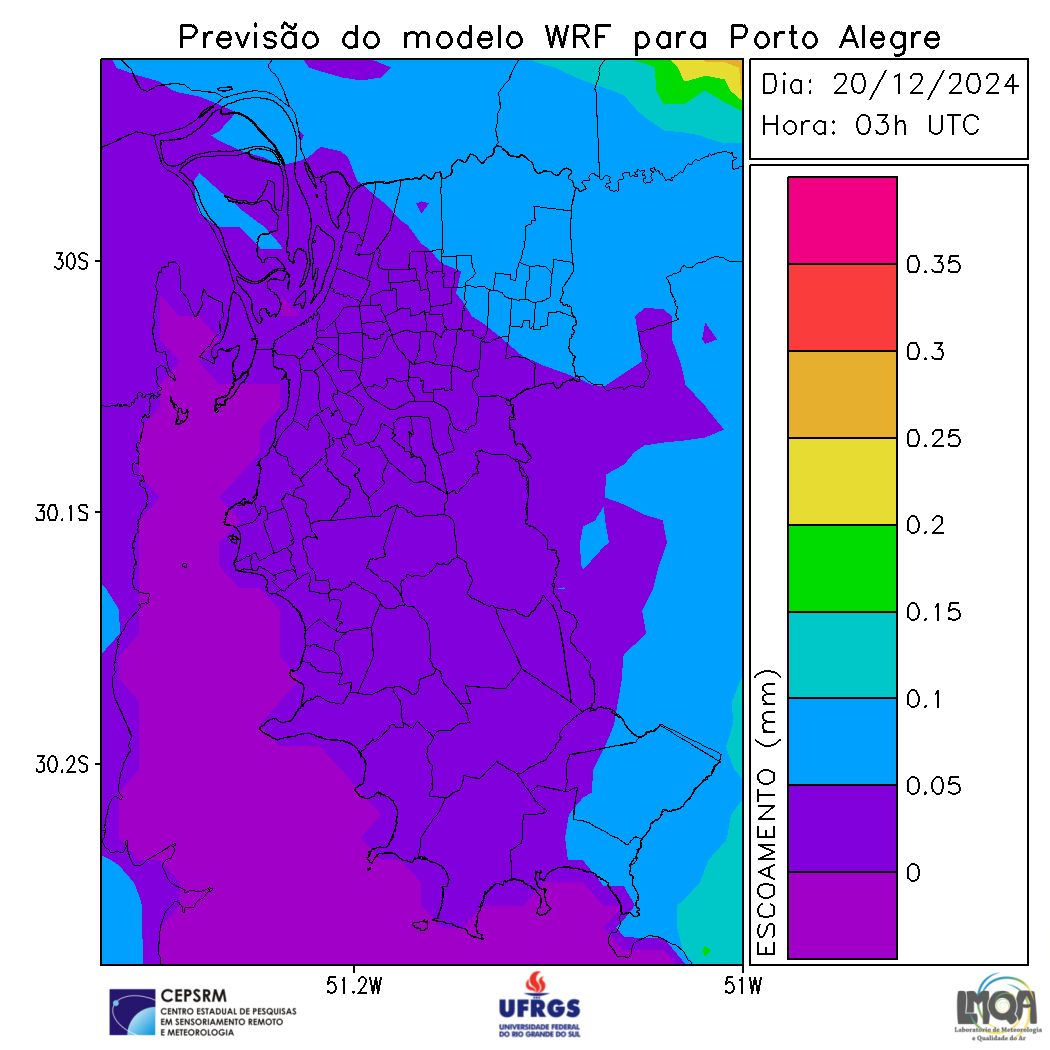 Previsão do modelo WRF para Porto Alegre
Dia: 20/12/2024
Hora: 03h UTC
30S
30.1S
30.2S
51.2W
51W
ESCOAMENTO (mm)
0.35
0.3
0.25
0.2
0.15
0.1
0.05
0
CEPSRM
CENTRO ESTADUAL DE PESQUISAS
EM SENSORIAMENTO REMOTO
E METEOROLOGIA
UFRGS
UNIVERSIDADE FEDERAL
DO RIO GRANDE DO SUL
LMQA
Laboratório de Meteorologia
e Qualidade do Ar